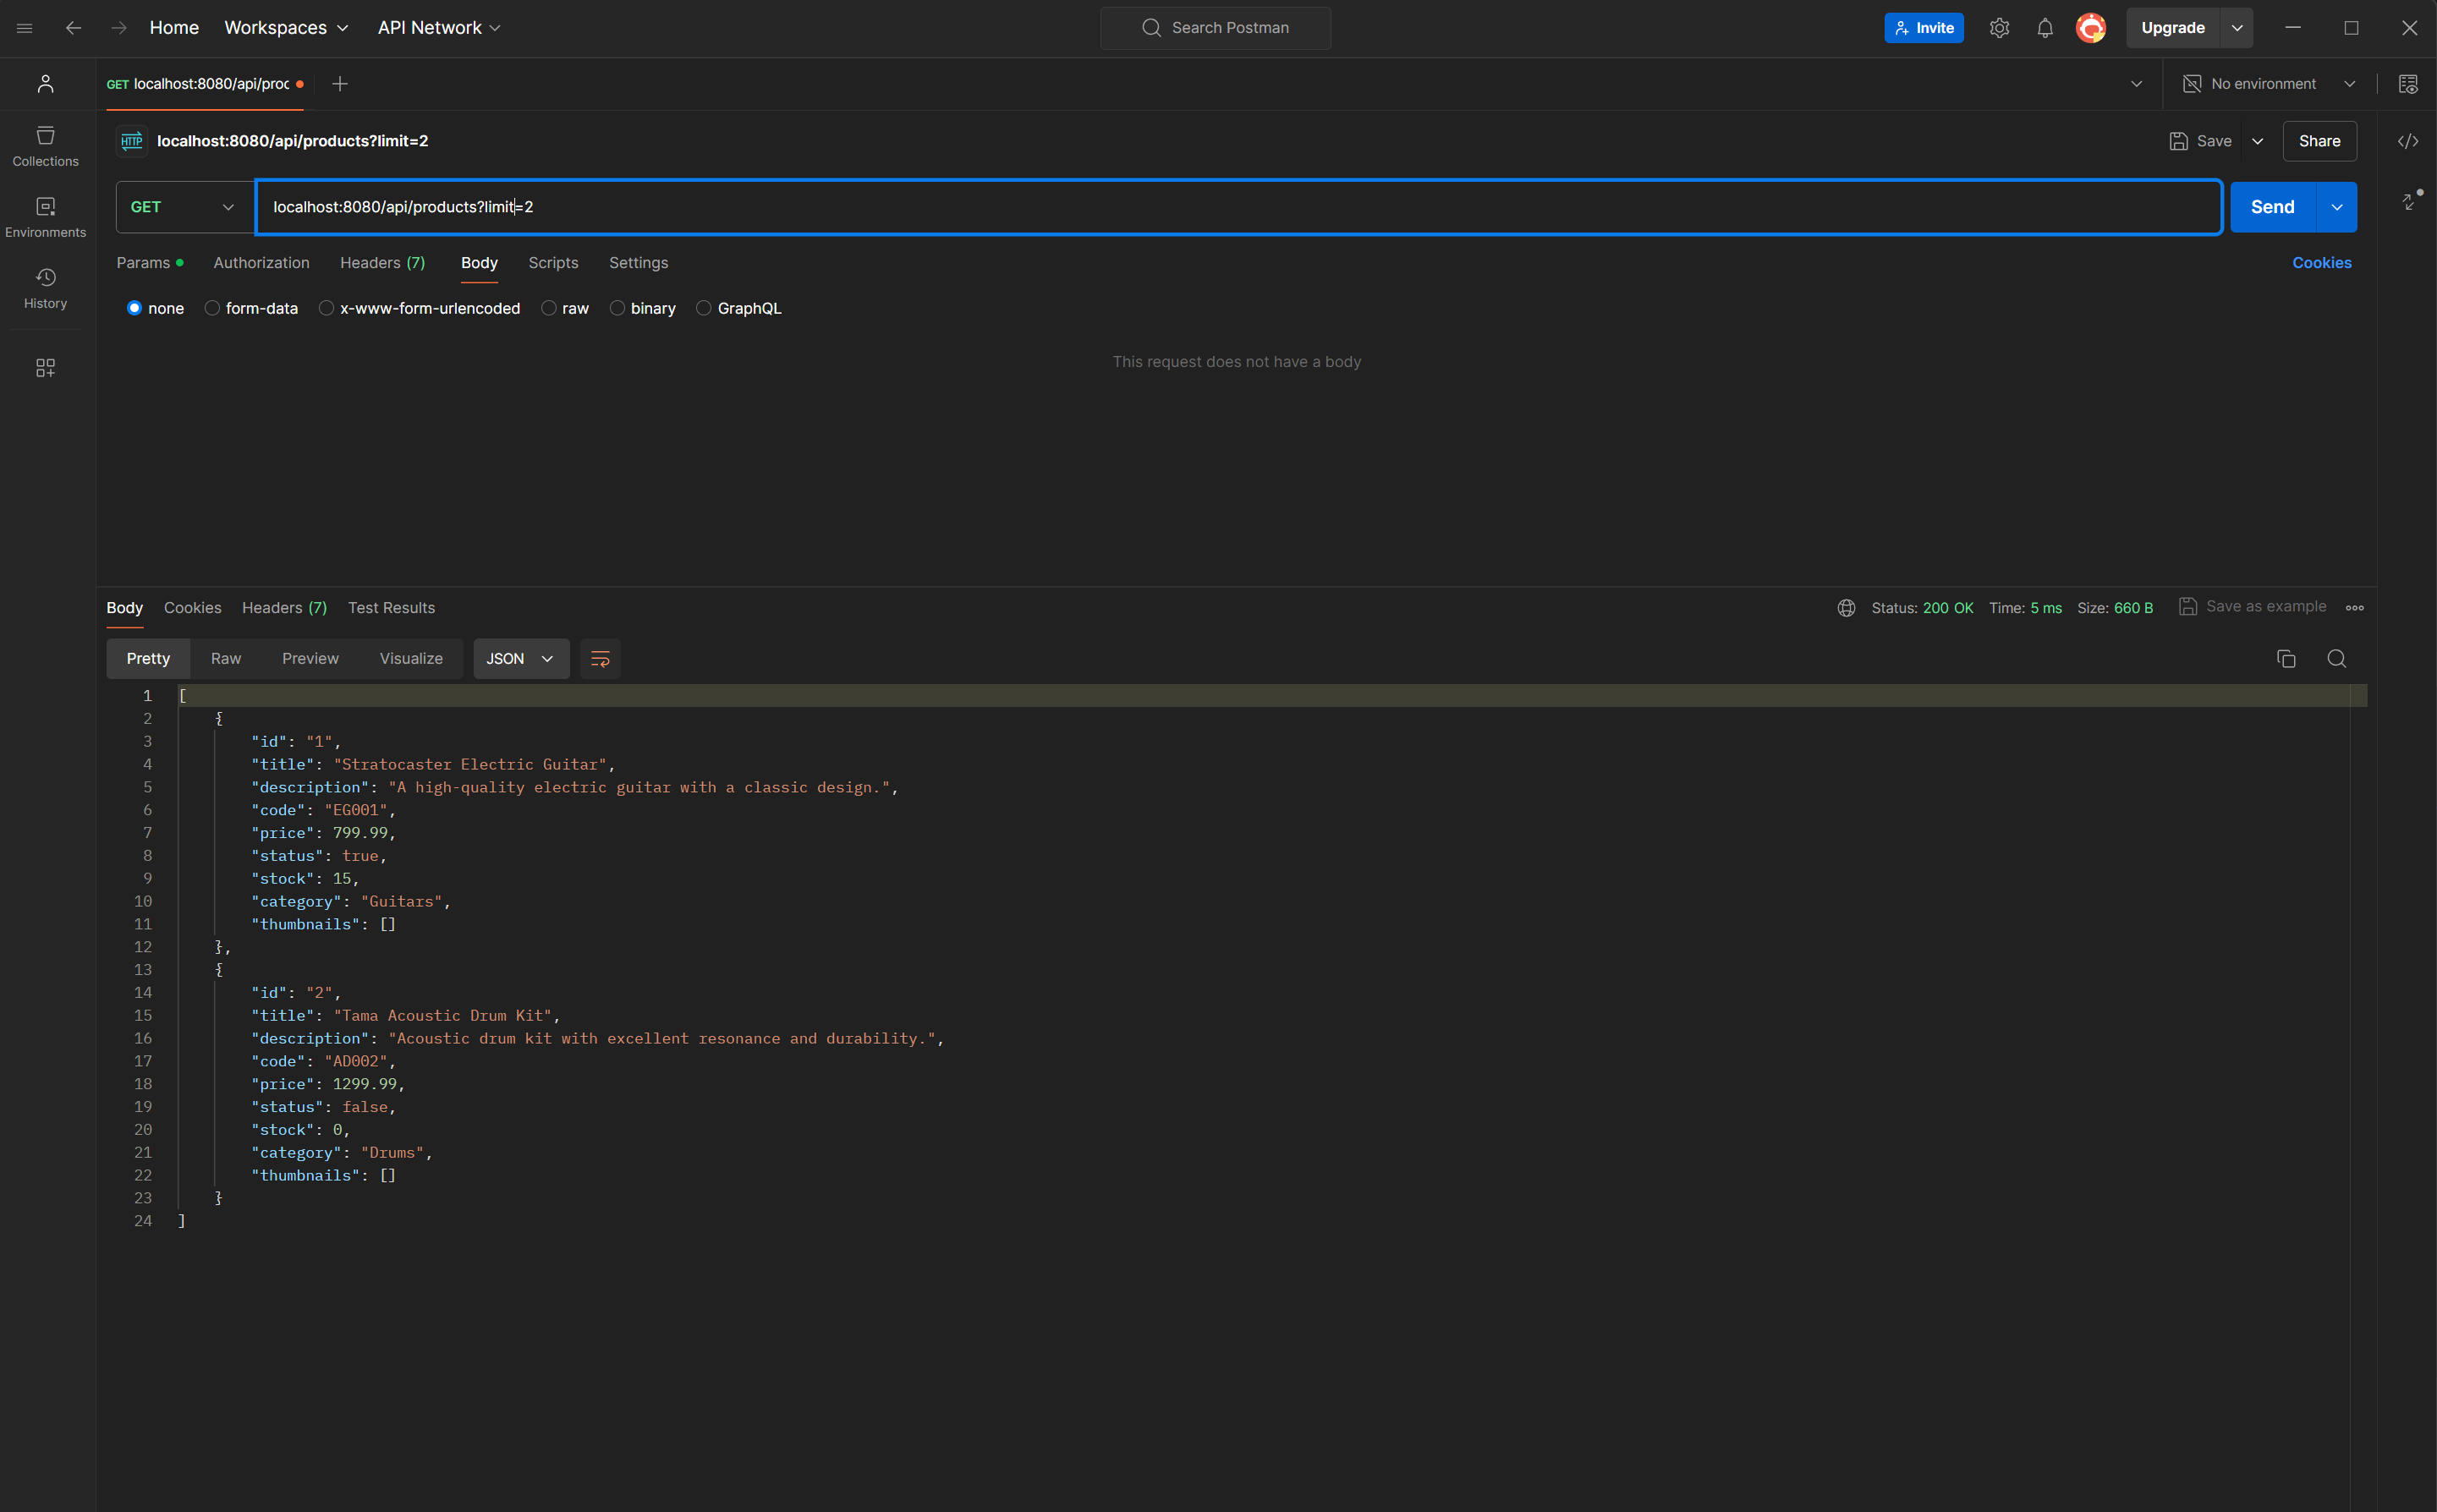 Home Workspaces API Network Search Postman Invite Upgrade
GET localhost:8080/api/proc No environment
HTTP localhost:8080/api/products?limit=2 Save Share
Collections
GET localhost:8080/api/products?limit=2 Send
Environments
Params Authorization Headers (7) Body Scripts Settings Cookies
History
none form-data x-www-form-urlencoded raw binary GraphQL
This request does not have a body
Body Cookies Headers (7) Test Results Status: 200 OK Time: 5 ms Size: 660 B Save as example
Pretty Raw Preview Visualize JSON
1 [
2 {
3 "id": "1",
4 "title": "Stratocaster Electric Guitar",
5 "description": "A high-quality electric guitar with a classic design.",
6 "code": "EG001",
7 "price": 799.99,
8 "status": true,
9 "stock": 15,
10 "category": "Guitars",
11 "thumbnails": []
12 },
13 {
14 "id": "2",
15 "title": "Tama Acoustic Drum Kit",
16 "description": "Acoustic drum kit with excellent resonance and durability.",
17 "code": "AD002",
18 "price": 1299.99,
19 "status": false,
20 "stock": 0,
21 "category": "Drums",
22 "thumbnails": []
23 }
24 ]